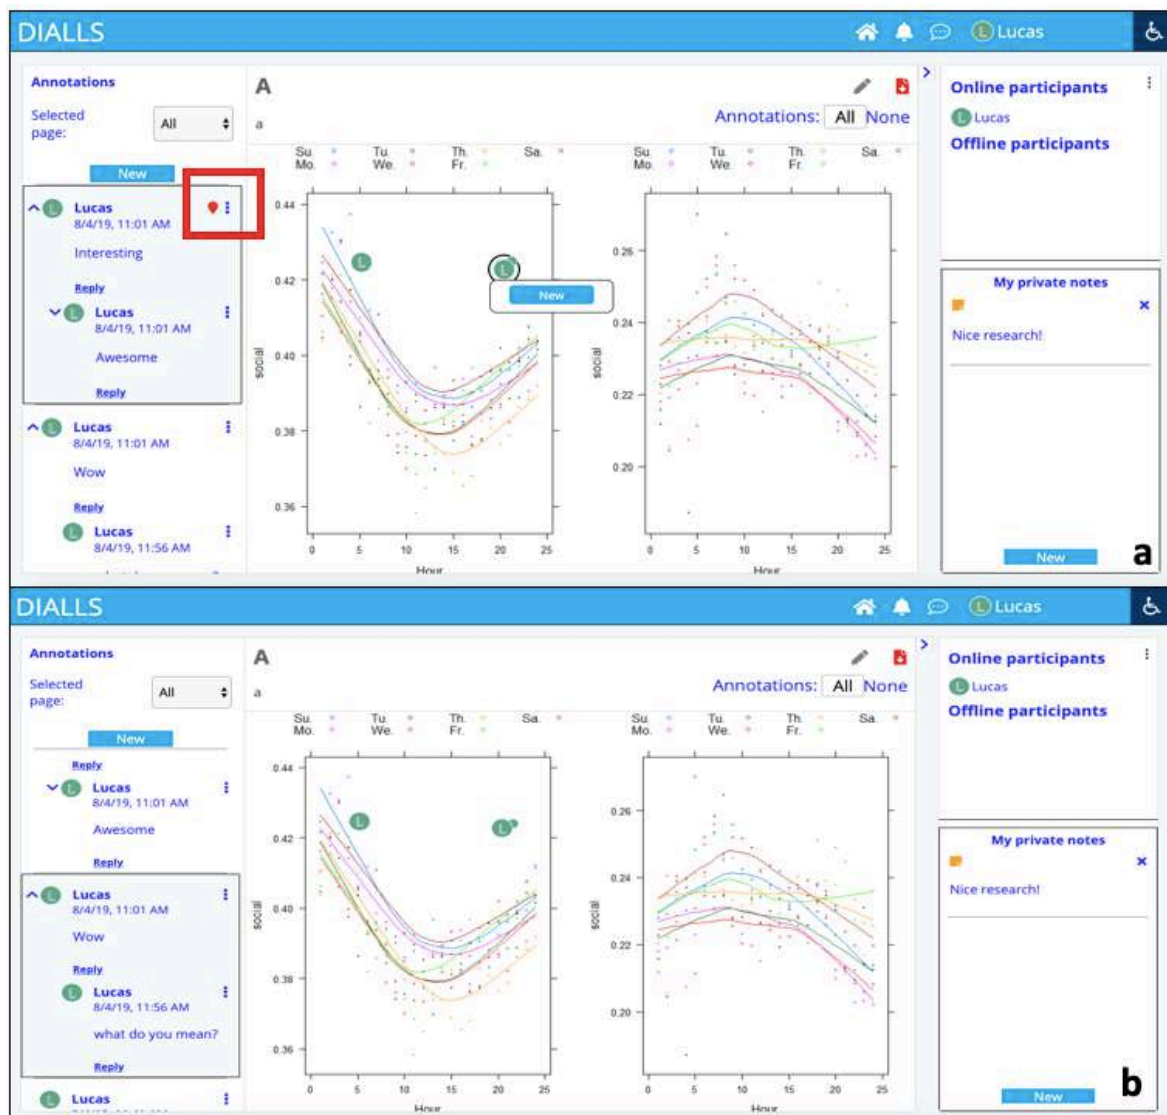 DIALLS
L Lucas
Annotations
Selected
page:
All
New
Lucas
8/4/19, 11:01 AM
Interesting
Reply
L Lucas
8/4/19, 11:01 AM
Awesome
Reply
L Lucas
8/4/19, 11:01 AM
Wow
Reply
L Lucas
8/4/19, 11:56 AM
A
a
Annotations: All None
Su. Tu. Th. Sa.
Mo. We. Fr.
0.44
0.42
0.40
0.38
0.36
social
0 5 10 15 20 25
Hour
L
L
New
Su. Tu. Th. Sa.
Mo. We. Fr.
0.26
0.24
0.22
0.20
social
0 5 10 15 20 25
Hour
Online participants
L Lucas
Offline participants
My private notes
Nice research!
New
a
DIALLS
L Lucas
Annotations
Selected
page:
All
New
Reply
L Lucas
8/4/19, 11:01 AM
Awesome
Reply
L Lucas
8/4/19, 11:01 AM
Wow
Reply
L Lucas
8/4/19, 11:56 AM
what do you mean?
Reply
L Lucas
A
a
Annotations: All None
Su. Tu. Th. Sa.
Mo. We. Fr.
0.44
0.42
0.40
0.38
0.36
social
0 5 10 15 20 25
Hour
L
L
Su. Tu. Th. Sa.
Mo. We. Fr.
0.26
0.24
0.22
0.20
social
0 5 10 15 20 25
Hour
Online participants
L Lucas
Offline participants
My private notes
Nice research!
New
b